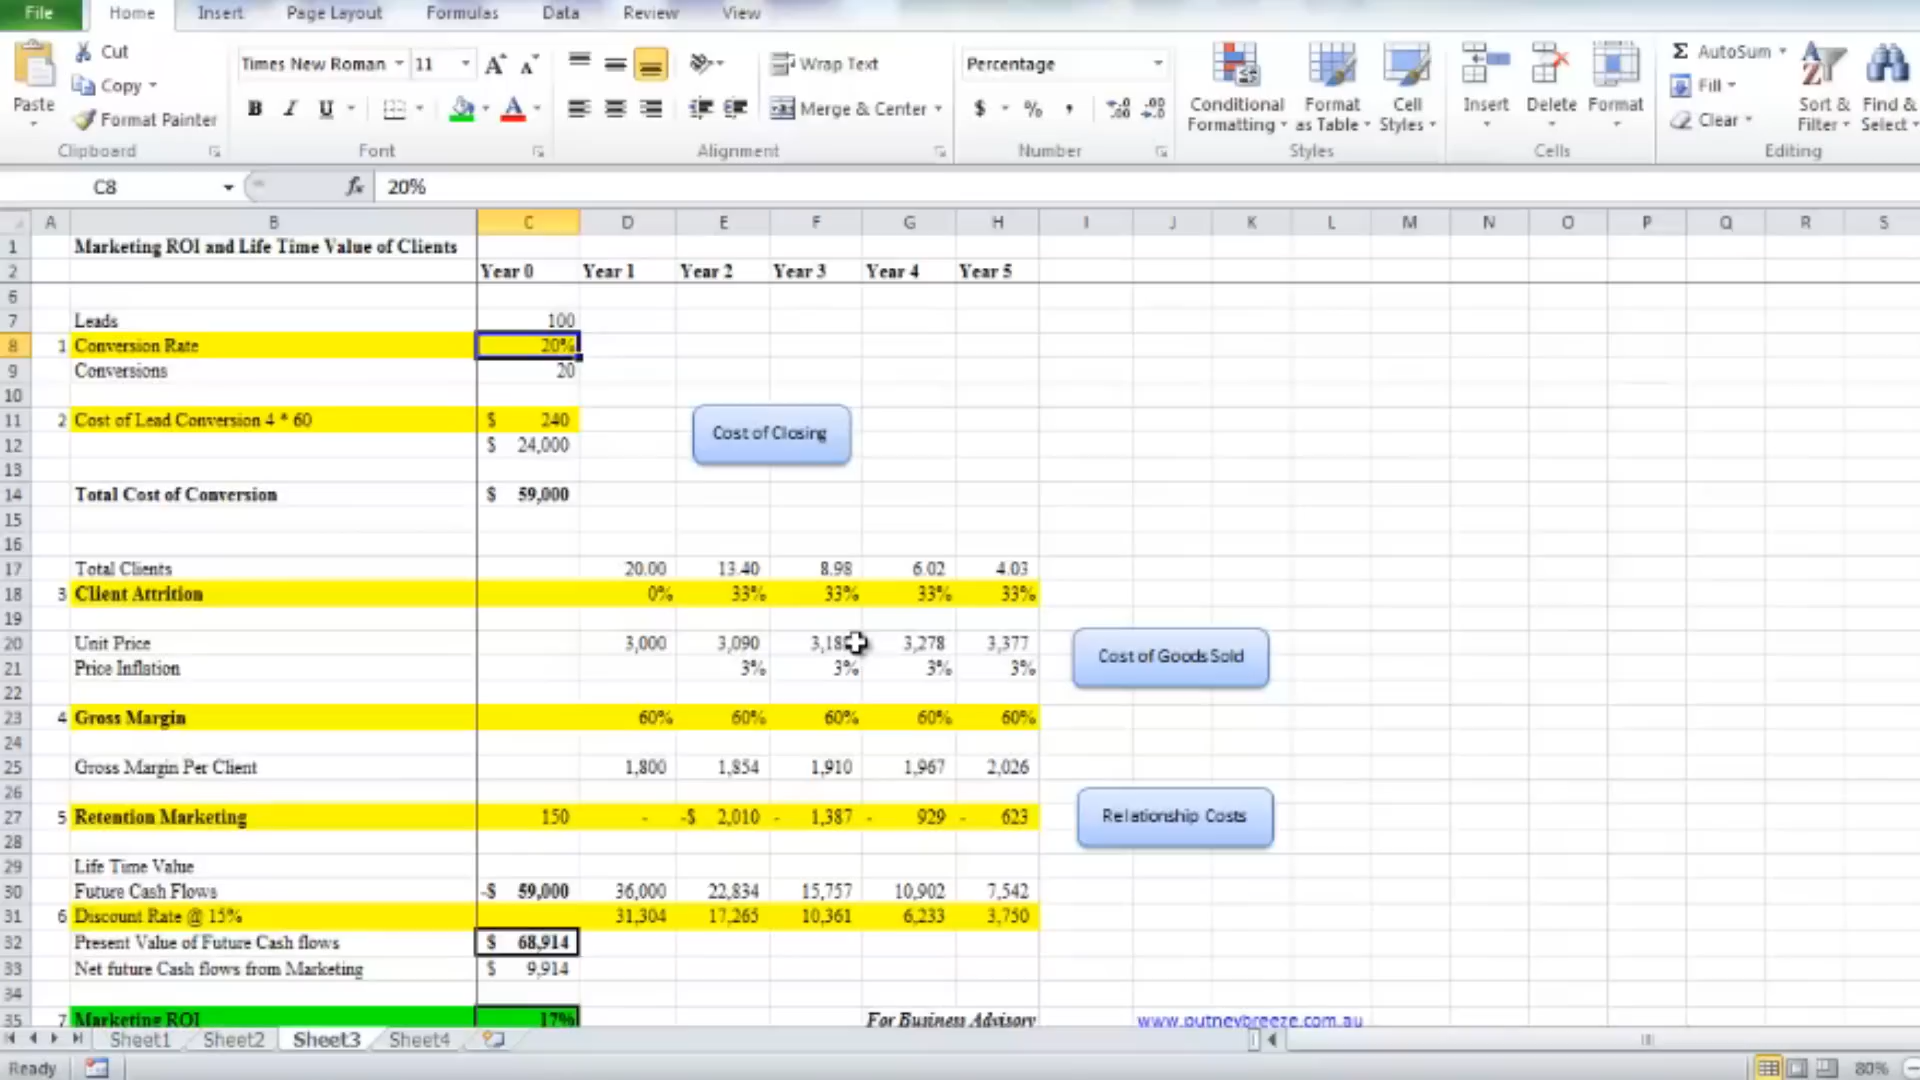 File Home Insert Page Layout Formulas Data Review View
Cut
Copy
Format Painter
Paste
Times New Roman 11
B I U
Wrap Text
Merge & Center
Percentage
$ % ,
Conditional Formatting
Format as Table
Cell Styles
Insert Delete Format
AutoSum
Fill
Clear
Sort & Filter
Find & Select
Clipboard Font Alignment Number Styles Cells Editing
C8 fx 20%
A B C D E F G H I J K L M N O P Q R S
1 Marketing ROI and Life Time Value of Clients
2 Year 0 Year 1 Year 2 Year 3 Year 4 Year 5
6
7 Leads 100
8 1 Conversion Rate 20%
9 Conversions 20
10
11 2 Cost of Lead Conversion 4 * 60 $ 240
Cost of Closing
12 $ 24,000
13
14 Total Cost of Conversion $ 59,000
15
16
17 Total Clients 20.00 13.40 8.98 6.02 4.03
18 3 Client Attrition 0% 33% 33% 33% 33%
19
20 Unit Price 3,000 3,090 3,278 3,377
Cost of Goods Sold
21 Price Inflation 3% 3% 3% 3%
22
23 4 Gross Margin 60% 60% 60% 60% 60%
24
25 Gross Margin Per Client 1,800 1,854 1,910 1,967 2,026
26
27 5 Retention Marketing 150 - -$ 2,010 - 1,387 - 929 - 623
Relationship Costs
28
29 Life Time Value
30 Future Cash Flows -$ 59,000 36,000 22,834 15,757 10,902 7,542
31 6 Discount Rate @ 15% 31,304 17,265 10,361 6,233 3,750
32 Present Value of Future Cash flows $ 68,914
33 Net future Cash flows from Marketing $ 9,914
34
35 7 Marketing ROI 17% For Business Advisory www.putneybreeze.com.au
Sheet1 Sheet2 Sheet3 Sheet4
Ready 80%